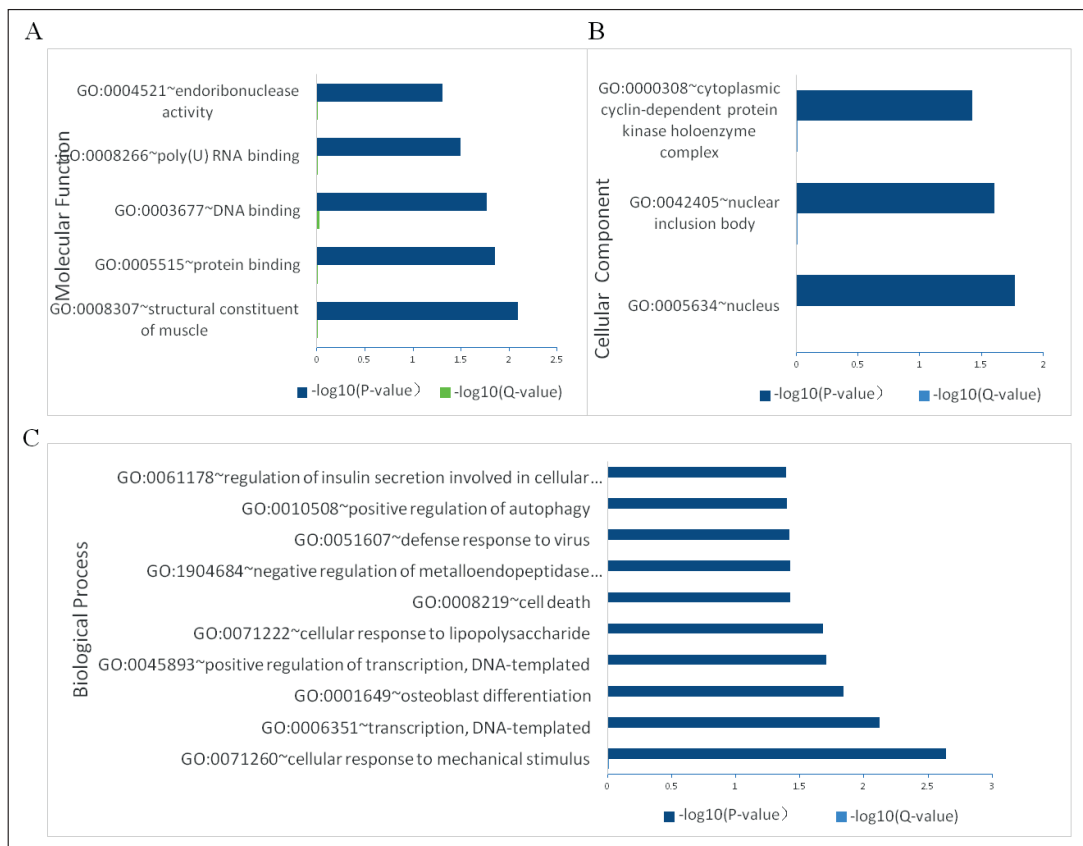 A
Molecular Function
GO:0004521~endoribonuclease
activity
GO:0008266~poly(U) RNA binding
GO:0003677~DNA binding
GO:0005515~protein binding
GO:0008307~structural constituent
of muscle
0 0.5 1 1.5 2 2.5
-log10(P-value) -log10(Q-value)
B
Cellular Component
GO:0000308~cytoplasmic
cyclin-dependent protein
kinase holoenzyme
complex
GO:0042405~nuclear
inclusion body
GO:0005634~nucleus
0 0.5 1 1.5 2
-log10(P-value) -log10(Q-value)
C
Biological Process
GO:0061178~regulation of insulin secretion involved in cellular ...
GO:0010508~positive regulation of autophagy
GO:0051607~defense response to virus
GO:1904684~negative regulation of metalloendopeptidase ...
GO:0008219~cell death
GO:0071222~cellular response to lipopolysaccharide
GO:0045893~positive regulation of transcription, DNA-templated
GO:0001649~osteoblast differentiation
GO:0006351~transcription, DNA-templated
GO:0071260~cellular response to mechanical stimulus
0 0.5 1 1.5 2 2.5 3
-log10(P-value) -log10(Q-value)